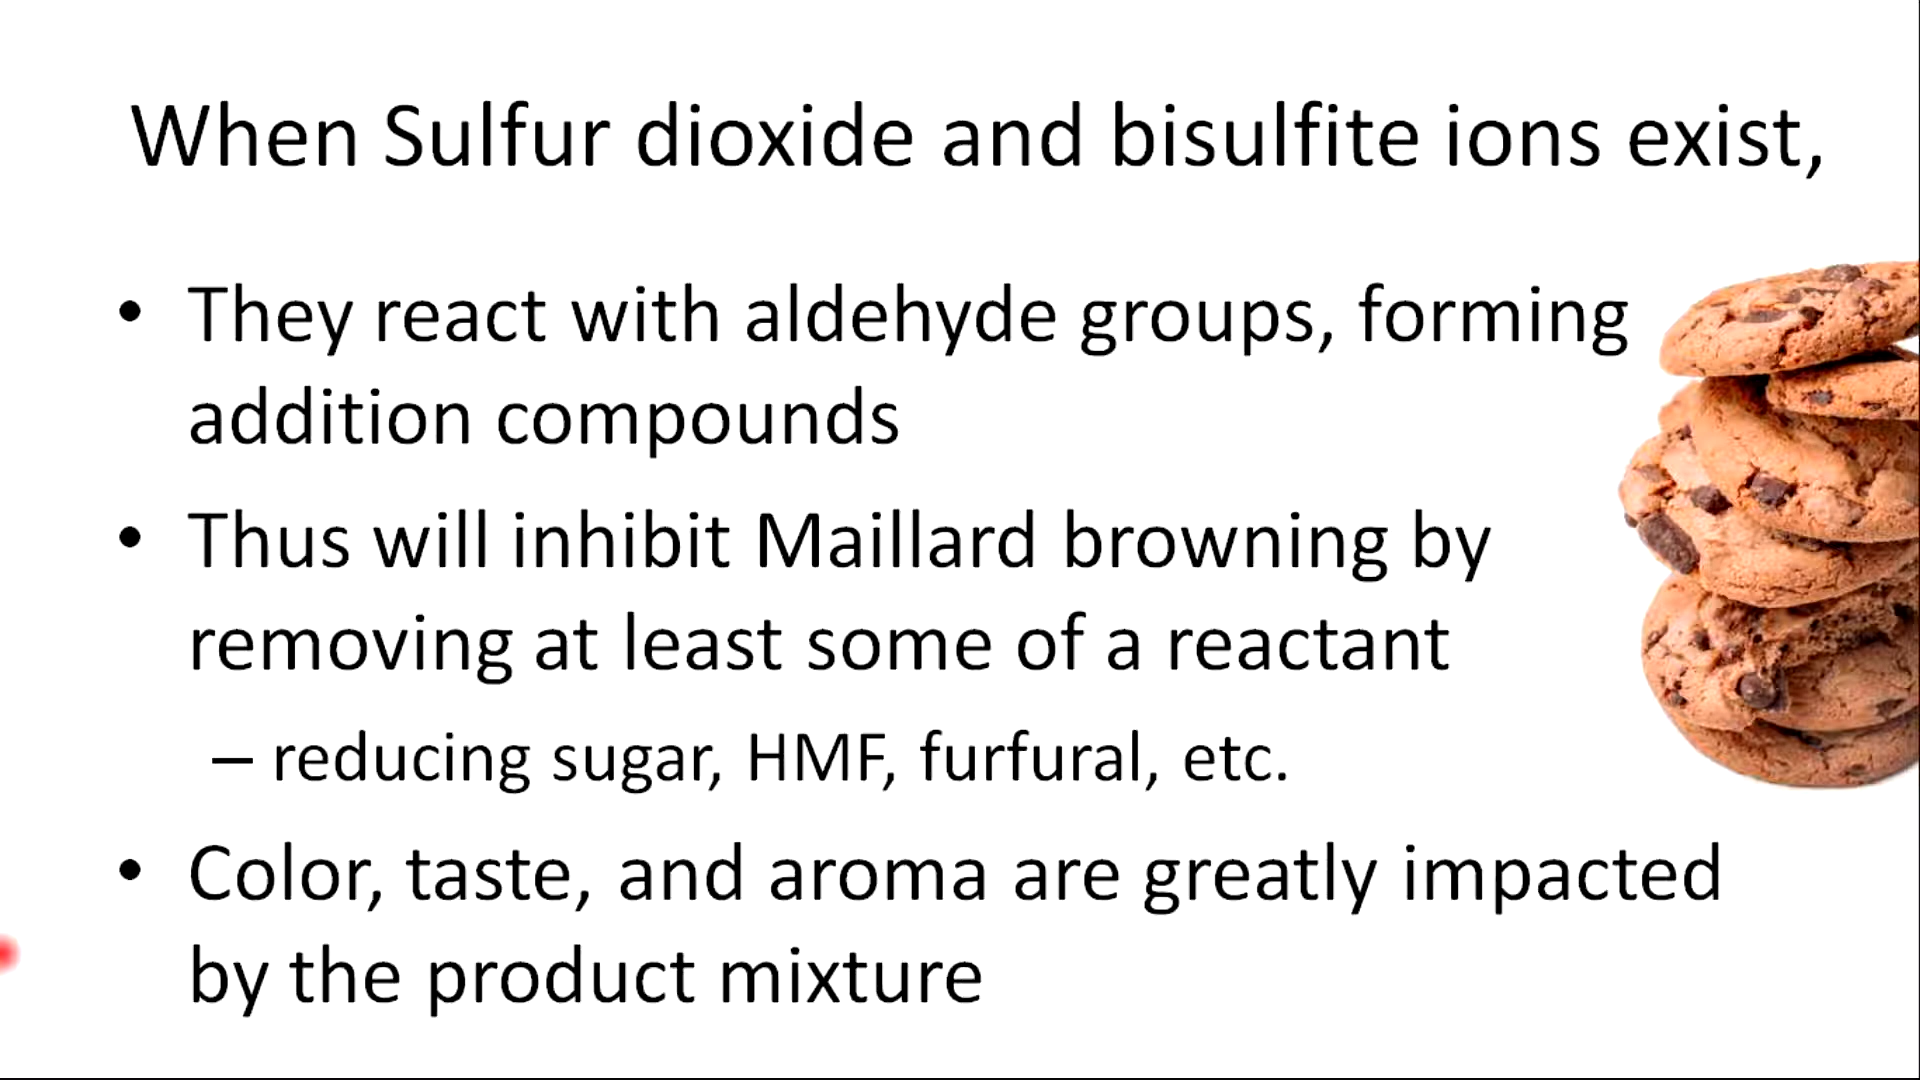 When Sulfur dioxide and bisulfite ions exist,
• They react with aldehyde groups, forming
addition compounds
• Thus will inhibit Maillard browning by
removing at least some of a reactant
– reducing sugar, HMF, furfural, etc.
• Color, taste, and aroma are greatly impacted
by the product mixture